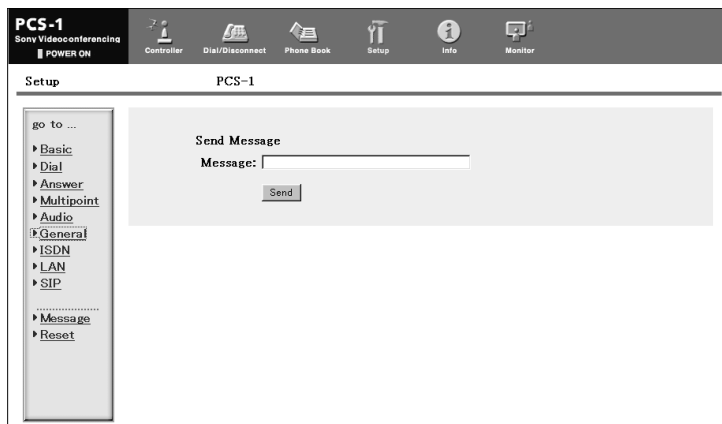 PCS-1
Sony Videoconferencing
POWER ON
Controller
Dial/Disconnect
Phone Book
Setup
Info
Monitor
Setup
PCS-1
go to ...
Basic
Dial
Answer
Multipoint
Audio
General
ISDN
LAN
SIP
Message
Reset
Send Message
Message:
Send